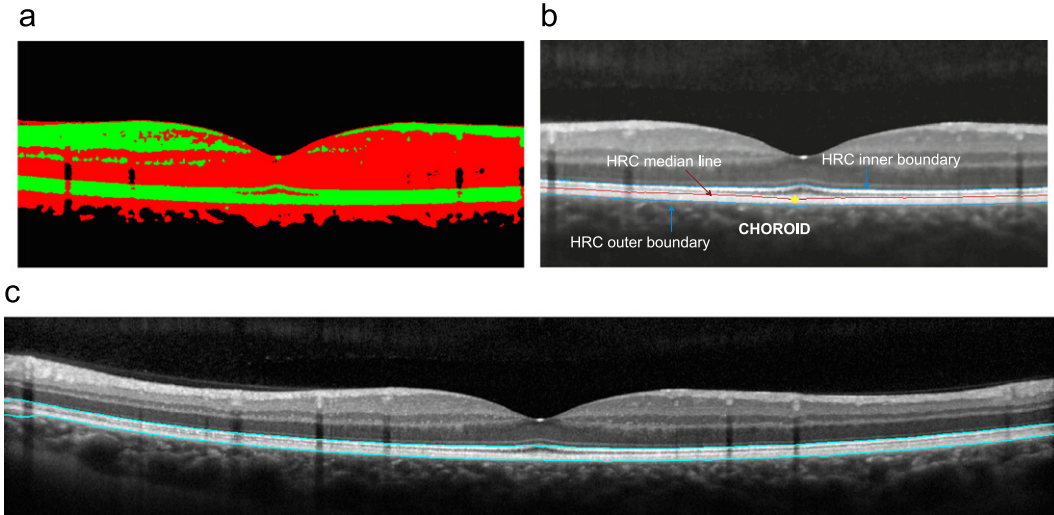 a
b
HRC median line
HRC inner boundary
HRC outer boundary
CHOROID
c